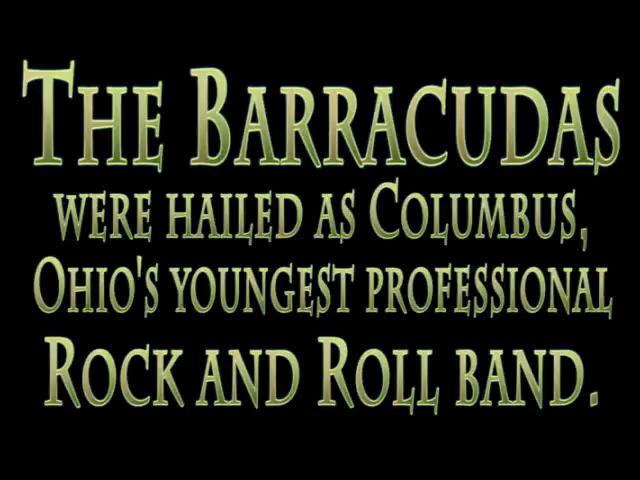 The Barracudas
were hailed as Columbus,
Ohio's youngest professional
Rock and Roll band.